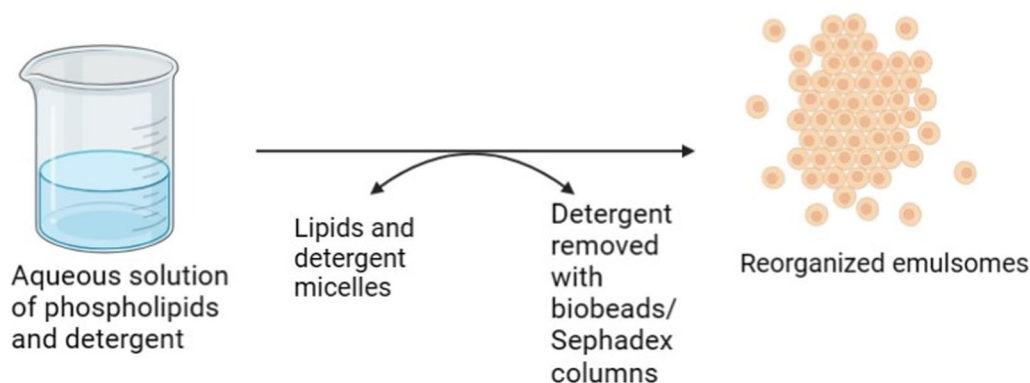 Aqueous solution
of phospholipids
and detergent
Lipids and
detergent
micelles
Detergent
removed
with
biobeads/
Sephadex
columns
Reorganized emulsomes